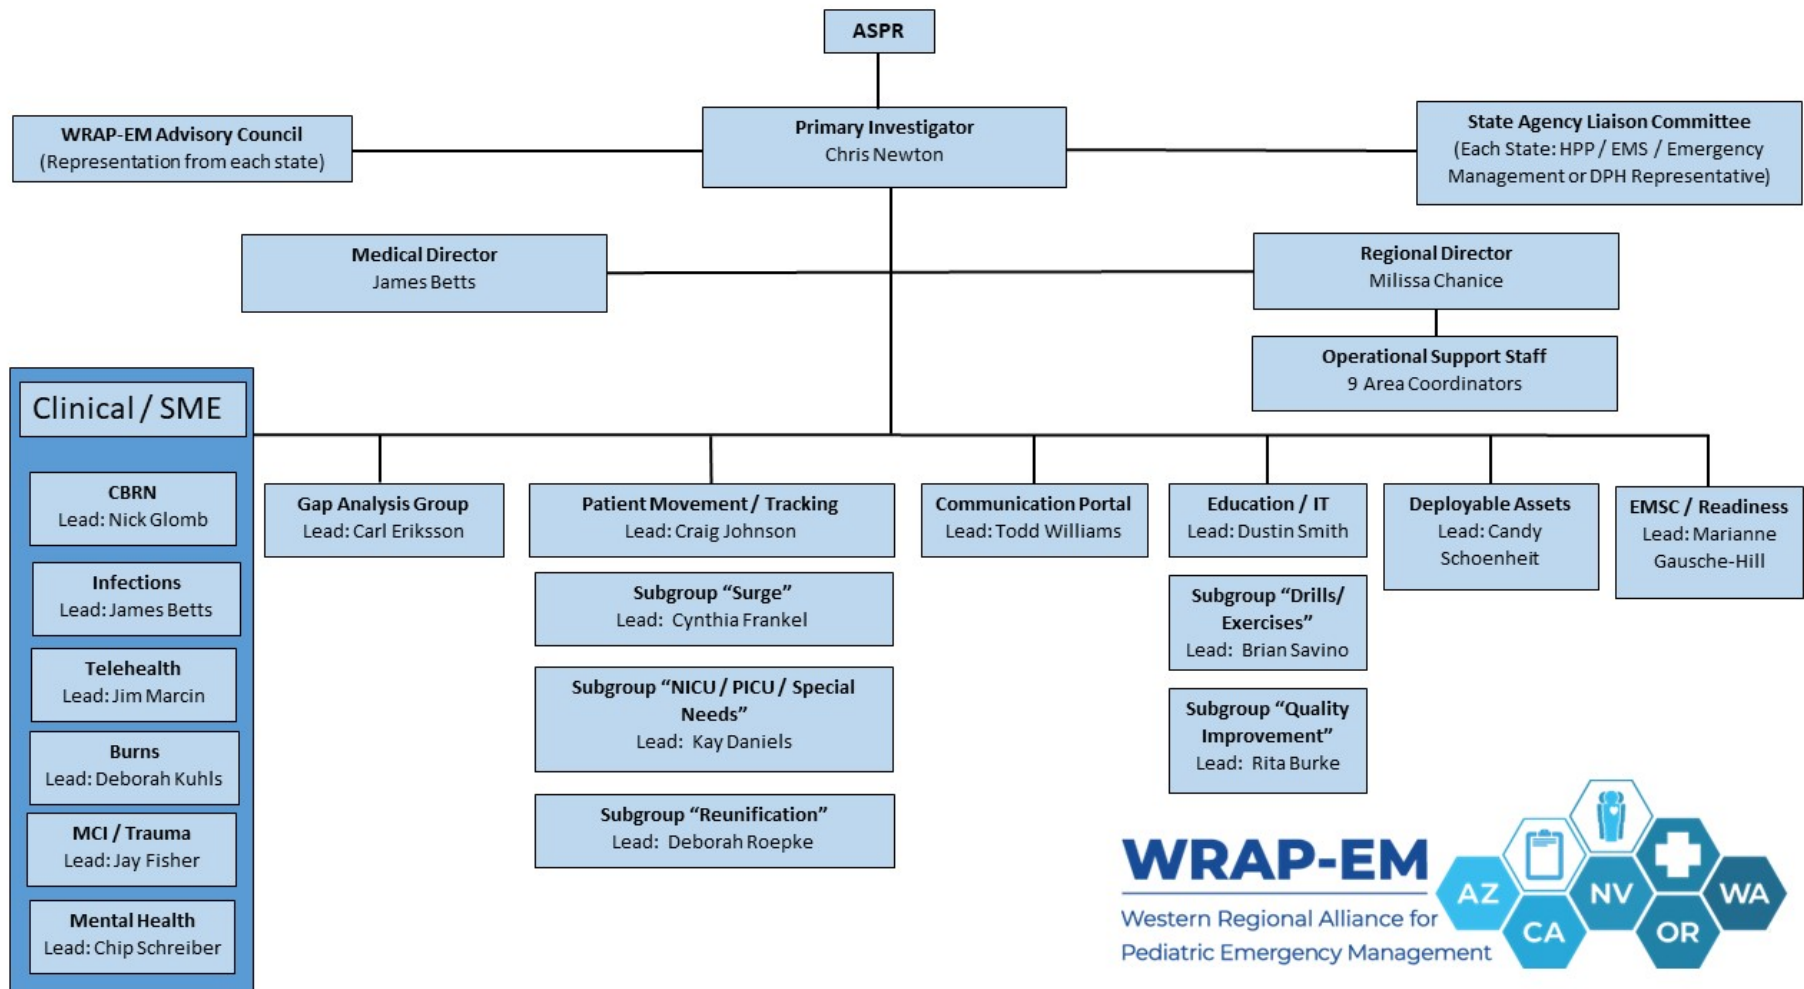 ASPR
WRAP-EM Advisory Council
(Representation from each state)
Primary Investigator
Chris Newton
State Agency Liaison Committee
(Each State: HPP / EMS / Emergency
Management or DPH Representative)
Medical Director
James Betts
Regional Director
Milissa Chanice
Operational Support Staff
9 Area Coordinators
Clinical / SME
CBRN
Lead: Nick Glomb
Infections
Lead: James Betts
Telehealth
Lead: Jim Marcin
Burns
Lead: Deborah Kuhls
MCI / Trauma
Lead: Jay Fisher
Mental Health
Lead: Chip Schreiber
Gap Analysis Group
Lead: Carl Eriksson
Patient Movement / Tracking
Lead: Craig Johnson
Subgroup “Surge”
Lead: Cynthia Frankel
Subgroup “NICU / PICU / Special
Needs”
Lead: Kay Daniels
Subgroup “Reunification”
Lead: Deborah Roepke
Communication Portal
Lead: Todd Williams
Education / IT
Lead: Dustin Smith
Subgroup “Drills/
Exercises”
Lead: Brian Savino
Subgroup “Quality
Improvement”
Lead: Rita Burke
Deployable Assets
Lead: Candy
Schoenheit
EMSC / Readiness
Lead: Marianne
Gausche-Hill
WRAP-EM
Western Regional Alliance for
Pediatric Emergency Management
AZ
CA
NV
OR
WA